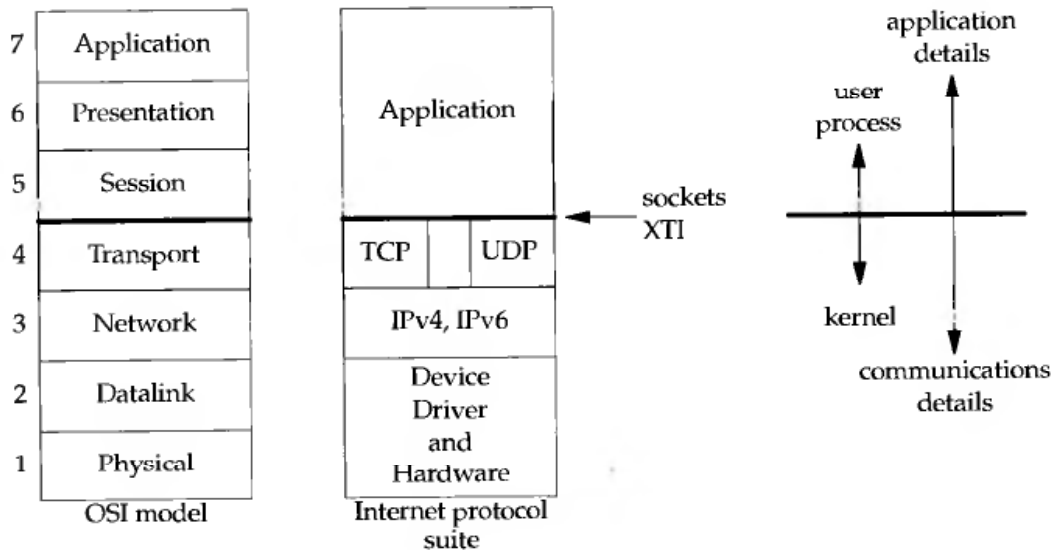 7 Application
6 Presentation
5 Session
4 Transport
3 Network
2 Datalink
1 Physical
OSI model
Application
TCP UDP
IPv4, IPv6
Device
Driver
and
Hardware
Internet protocol
suite
sockets
XTI
application
details
user
process
kernel
communications
details